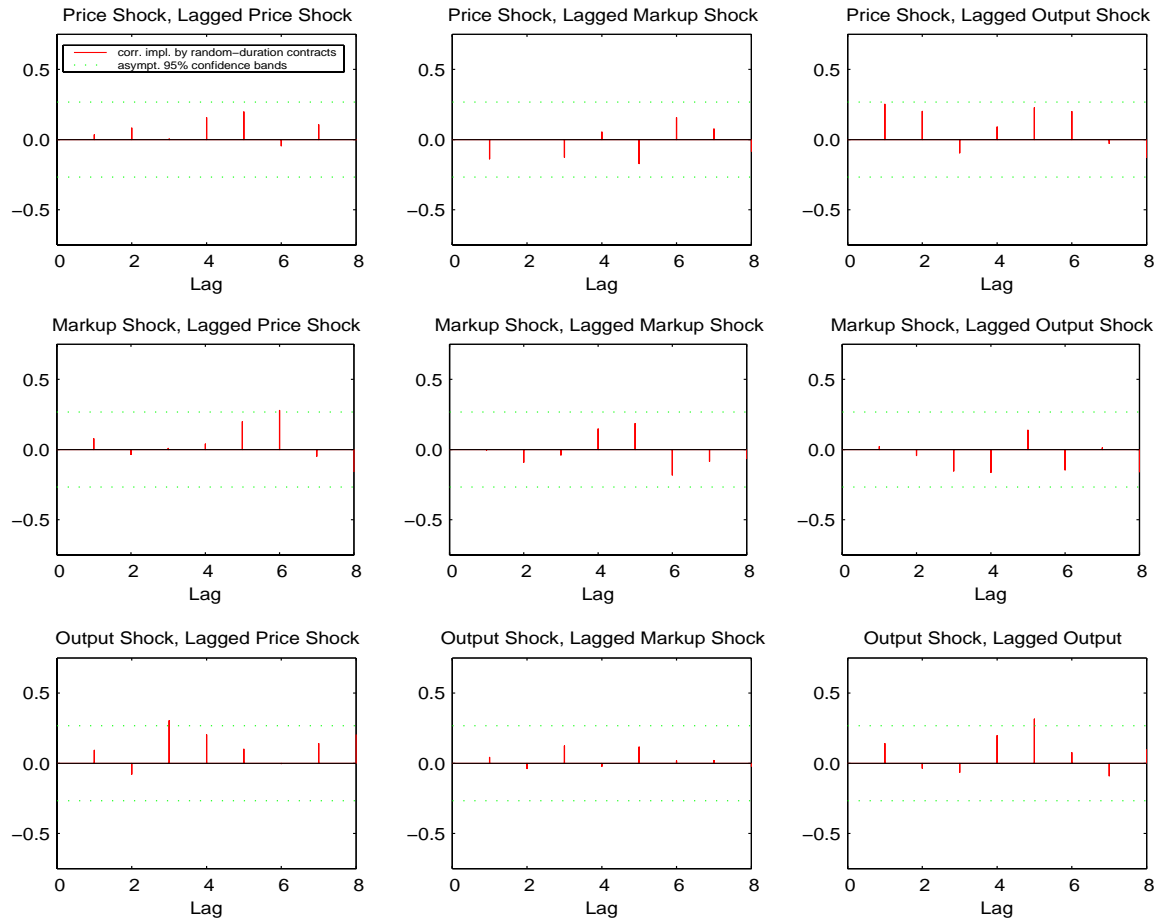 Price Shock, Lagged Price Shock
Price Shock, Lagged Markup Shock
Price Shock, Lagged Output Shock
corr. impl. by random−duration contracts
asympt. 95% confidence bands
0.5
0.0
−0.5
0 2 4 6 8
Lag
0.5
0.0
−0.5
0 2 4 6 8
Lag
0.5
0.0
−0.5
0 2 4 6 8
Lag
Markup Shock, Lagged Price Shock
Markup Shock, Lagged Markup Shock
Markup Shock, Lagged Output Shock
0.5
0.0
−0.5
0 2 4 6 8
Lag
0.5
0.0
−0.5
0 2 4 6 8
Lag
0.5
0.0
−0.5
0 2 4 6 8
Lag
Output Shock, Lagged Price Shock
Output Shock, Lagged Markup Shock
Output Shock, Lagged Output
0.5
0.0
−0.5
0 2 4 6 8
Lag
0.5
0.0
−0.5
0 2 4 6 8
Lag
0.5
0.0
−0.5
0 2 4 6 8
Lag